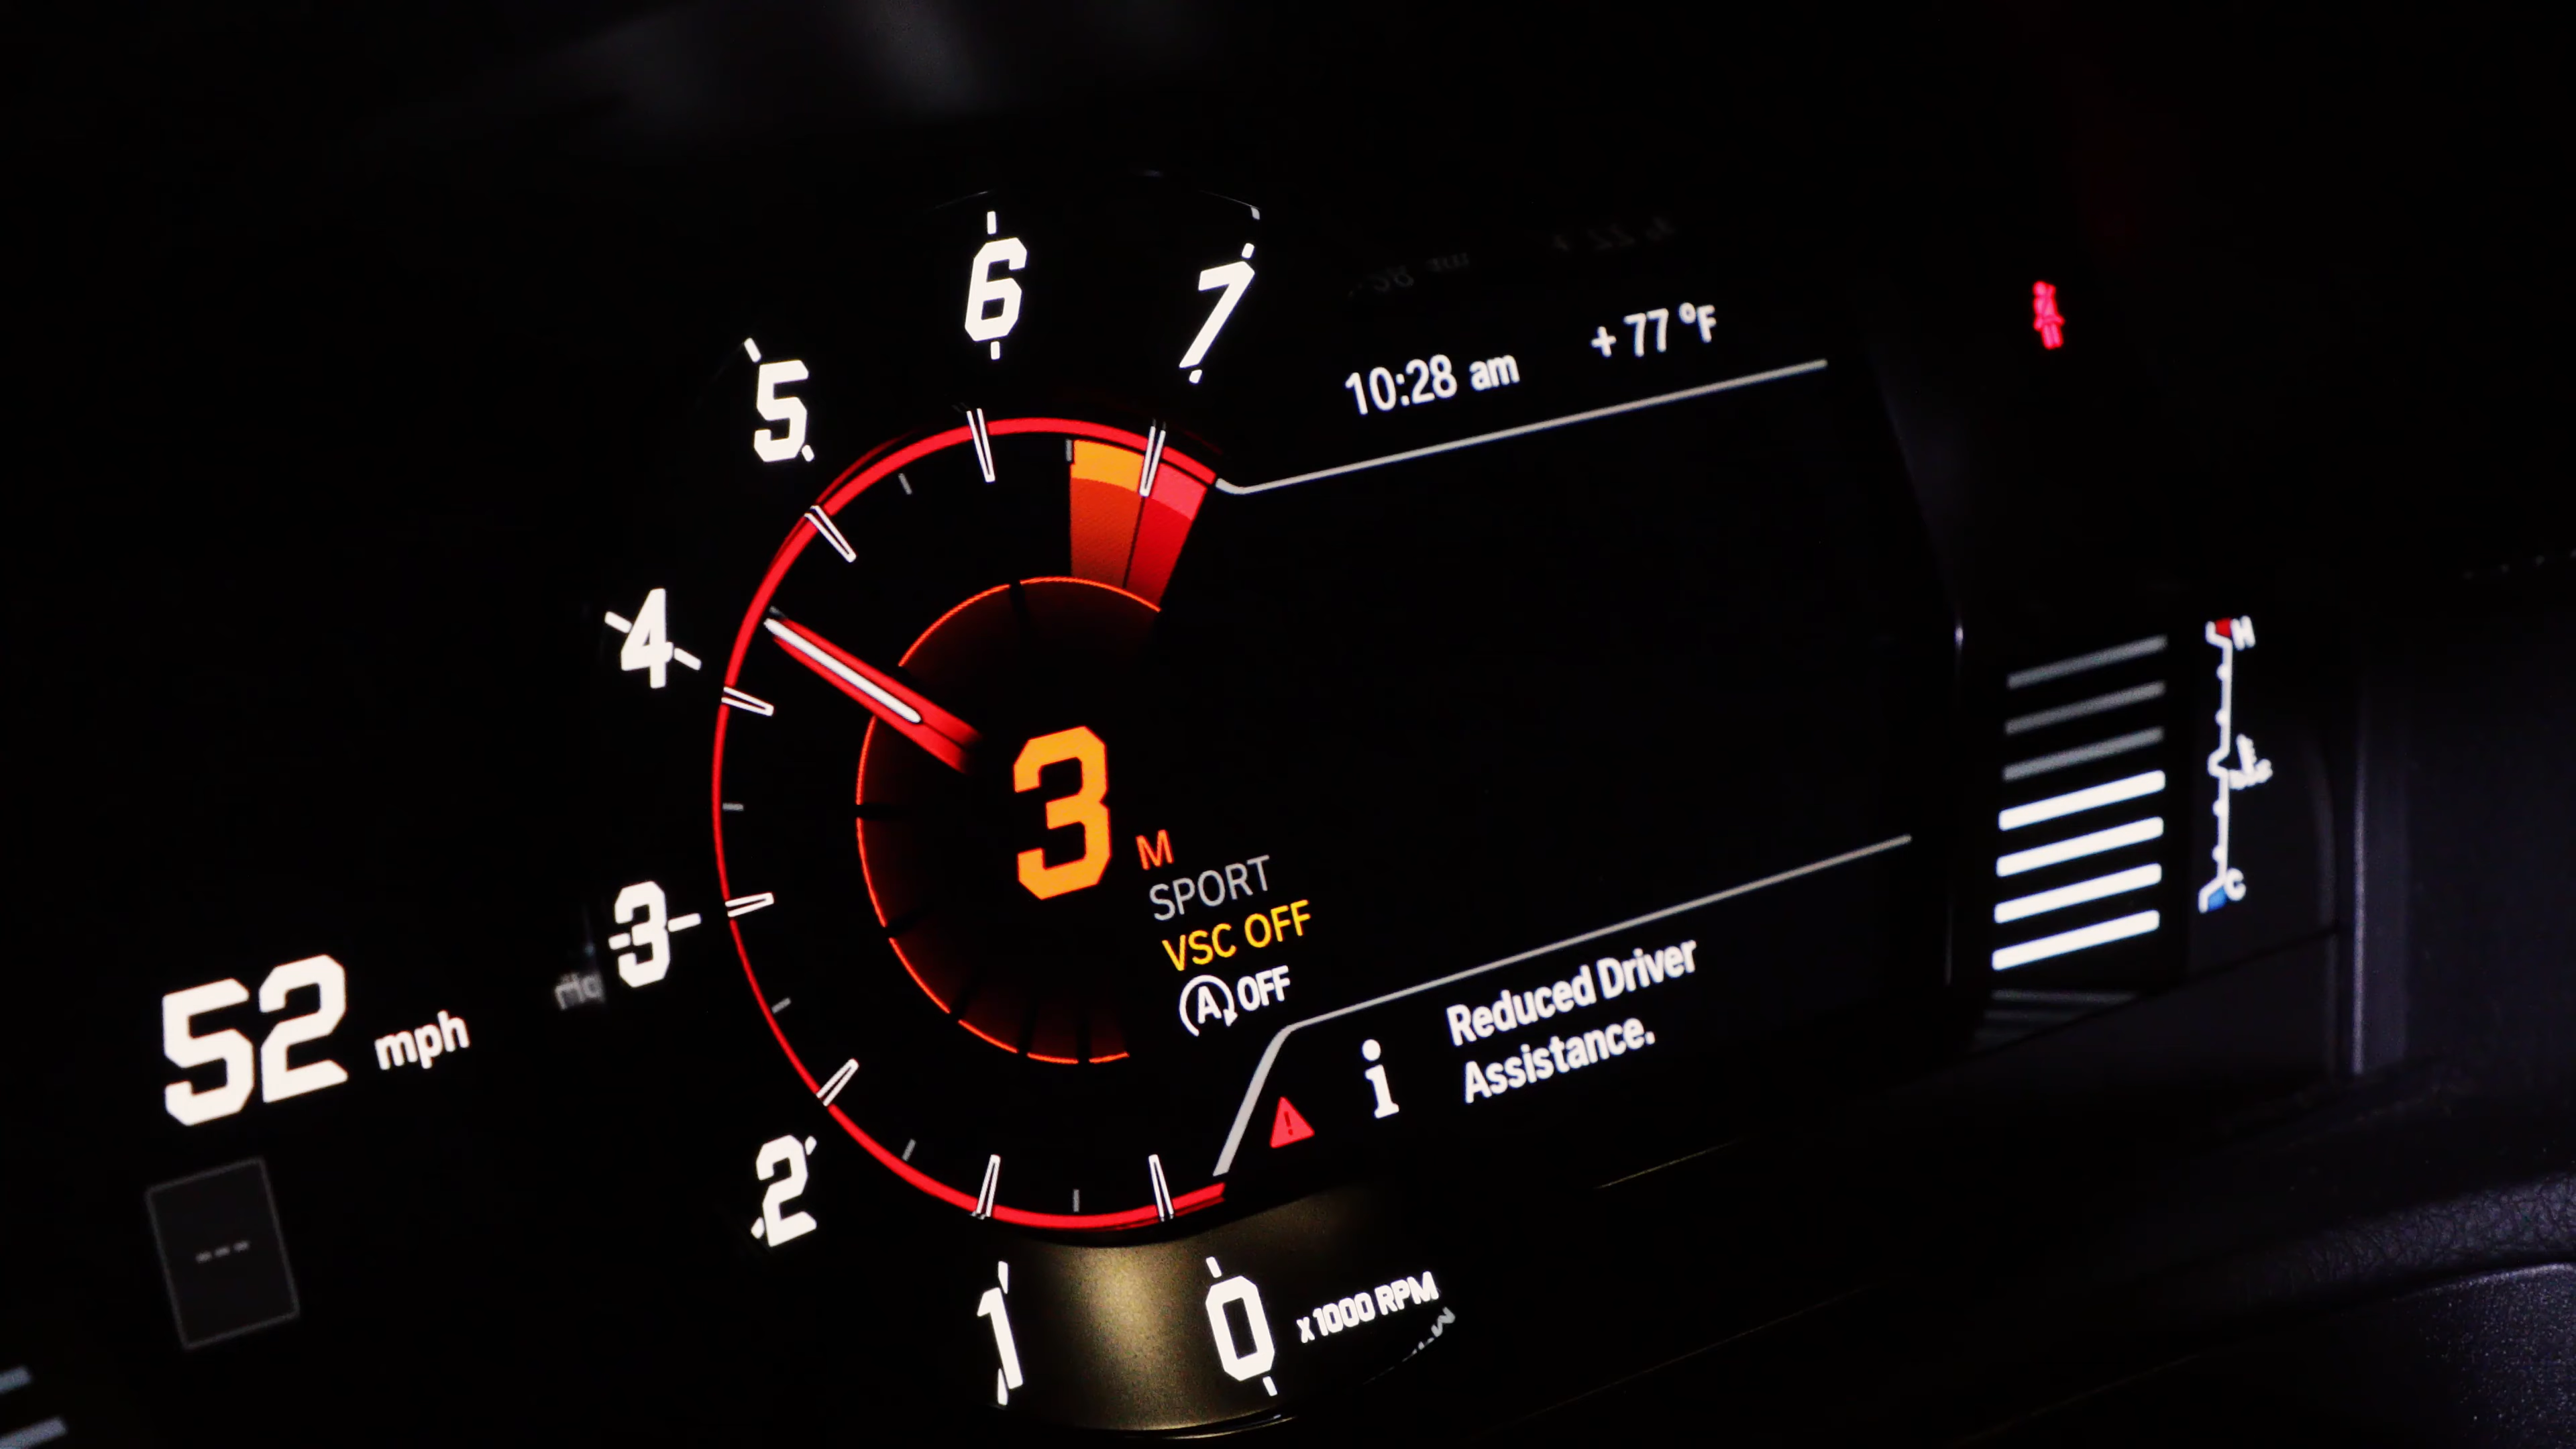 7
6
5
4
3
2
1
0
x1000 RPM
10:28 am
+77 °F
52 mph
---
3
M
SPORT
VSC OFF
A OFF
i
Reduced Driver
Assistance.
!
H
C